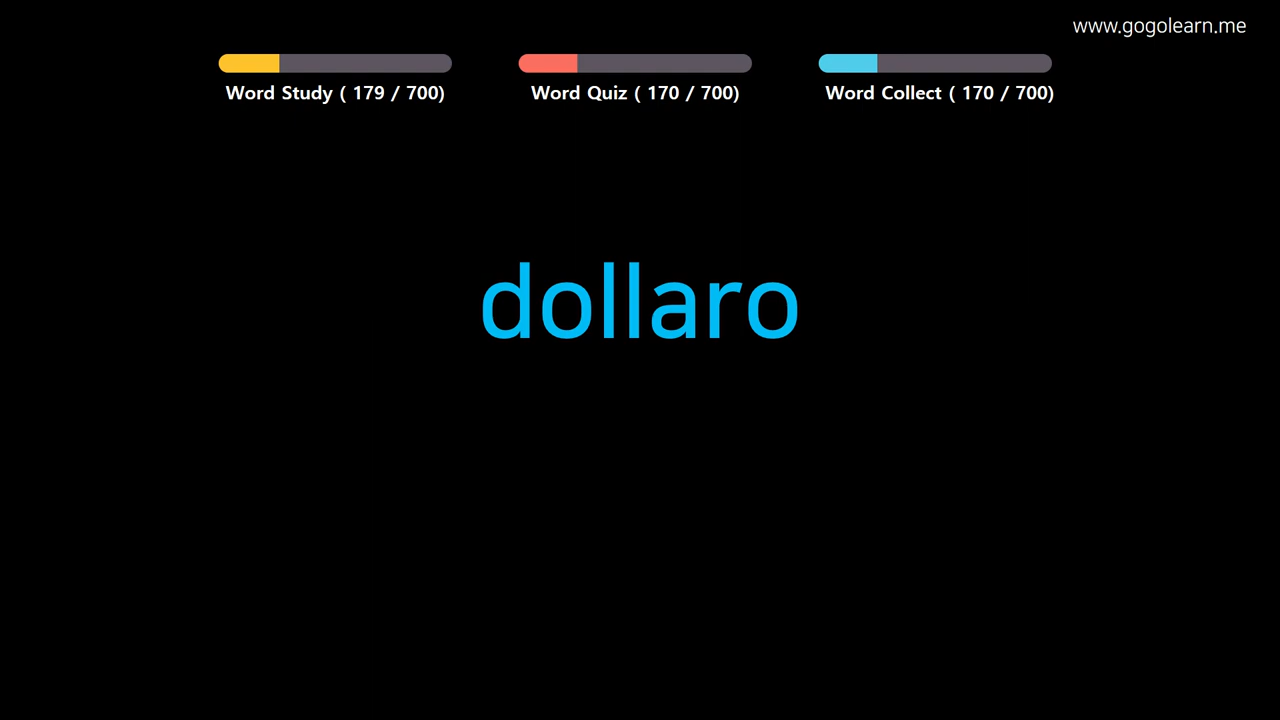 www.gogolearn.me
Word Study ( 179 / 700)
Word Quiz ( 170 / 700)
Word Collect ( 170 / 700)
dollaro